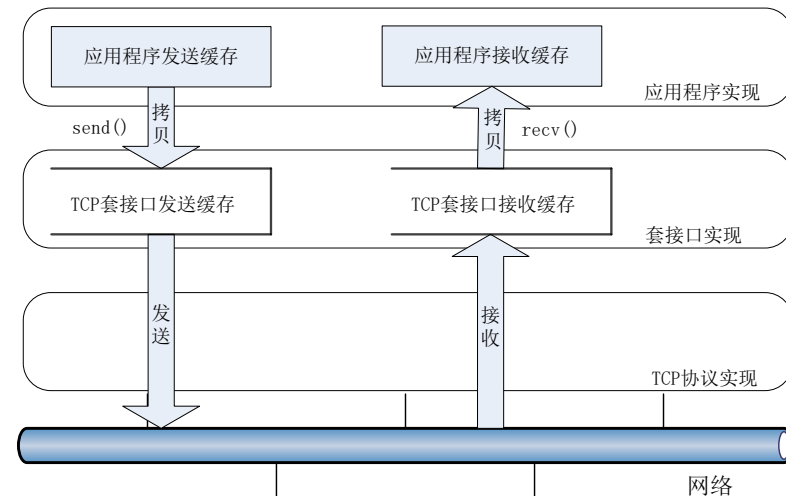 应用程序发送缓存
应用程序接收缓存
应用程序实现
send()
拷贝
拷贝
recv()
TCP套接口发送缓存
TCP套接口接收缓存
套接口实现
发送
接收
TCP协议实现
网络